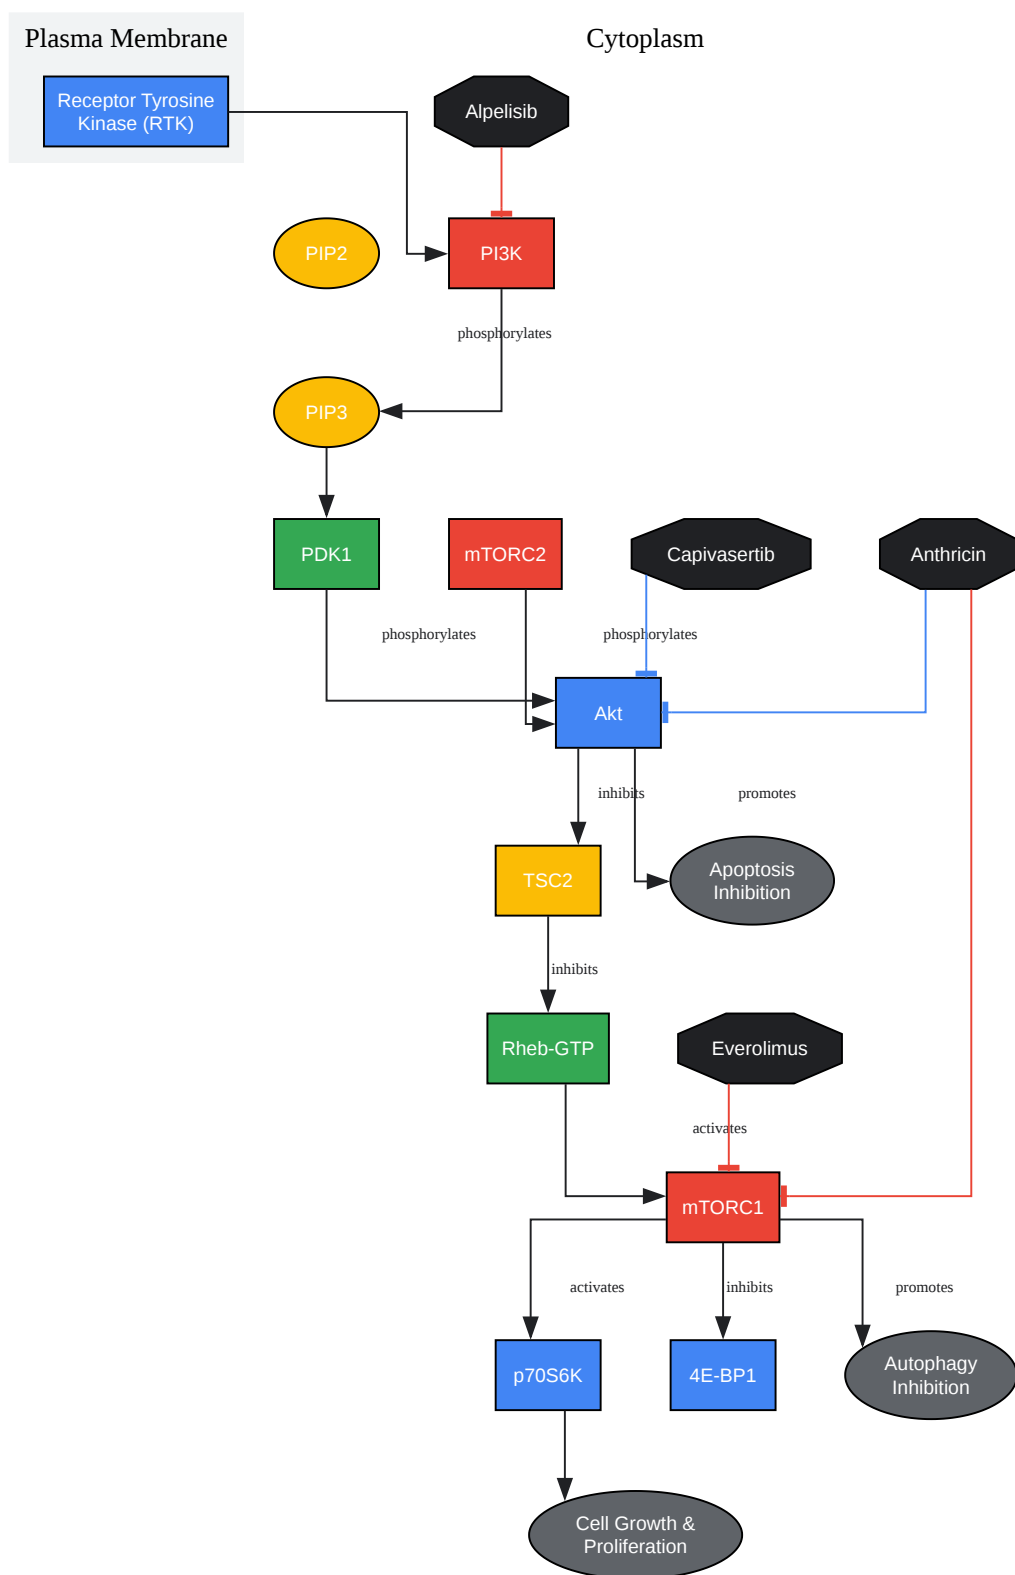 Plasma Membrane
Cytoplasm
Receptor Tyrosine
Kinase (RTK)
Alpelisib
PIP2
PI3K
phosphorylates
PIP3
PDK1
mTORC2
Capivasertib
Anthricin
phosphorylates
phosphorylates
Akt
inhibits
promotes
TSC2
Apoptosis
Inhibition
inhibits
Rheb-GTP
Everolimus
activates
mTORC1
activates
inhibits
promotes
p70S6K
4E-BP1
Autophagy
Inhibition
Cell Growth &
Proliferation